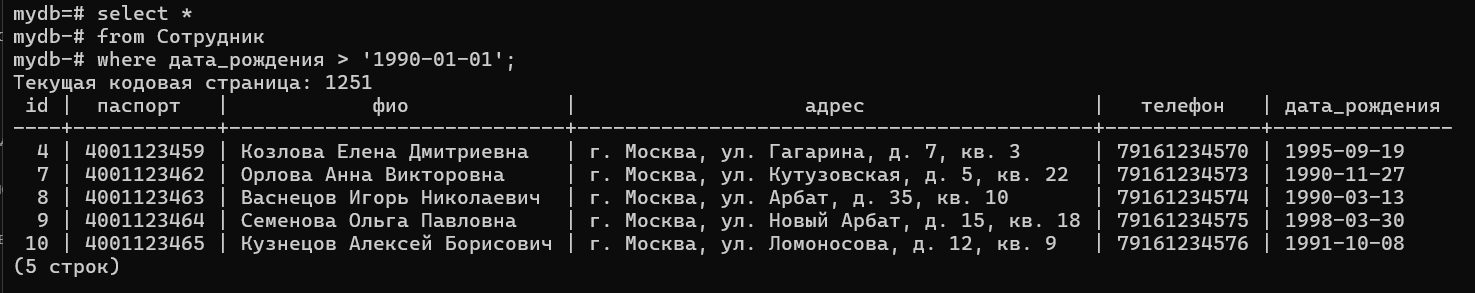 mydb=# select *
mydb-# from Сотрудник
mydb-# where дата_рождения > '1990-01-01';
Текущая кодовая страница: 1251
 id |  паспорт   |            фио             |                   адрес                   |   телефон   | дата_рождения
----+------------+----------------------------+-------------------------------------------+-------------+---------------
  4 | 4001123459 | Козлова Елена Дмитриевна   | г. Москва, ул. Гагарина, д. 7, кв. 3      | 79161234570 | 1995-09-19
  7 | 4001123462 | Орлова Анна Викторовна     | г. Москва, ул. Кутузовская, д. 5, кв. 22  | 79161234573 | 1990-11-27
  8 | 4001123463 | Васнецов Игорь Николаевич  | г. Москва, ул. Арбат, д. 35, кв. 10       | 79161234574 | 1990-03-13
  9 | 4001123464 | Семенова Ольга Павловна    | г. Москва, ул. Новый Арбат, д. 15, кв. 18 | 79161234575 | 1998-03-30
 10 | 4001123465 | Кузнецов Алексей Борисович | г. Москва, ул. Ломоносова, д. 12, кв. 9   | 79161234576 | 1991-10-08
(5 строк)